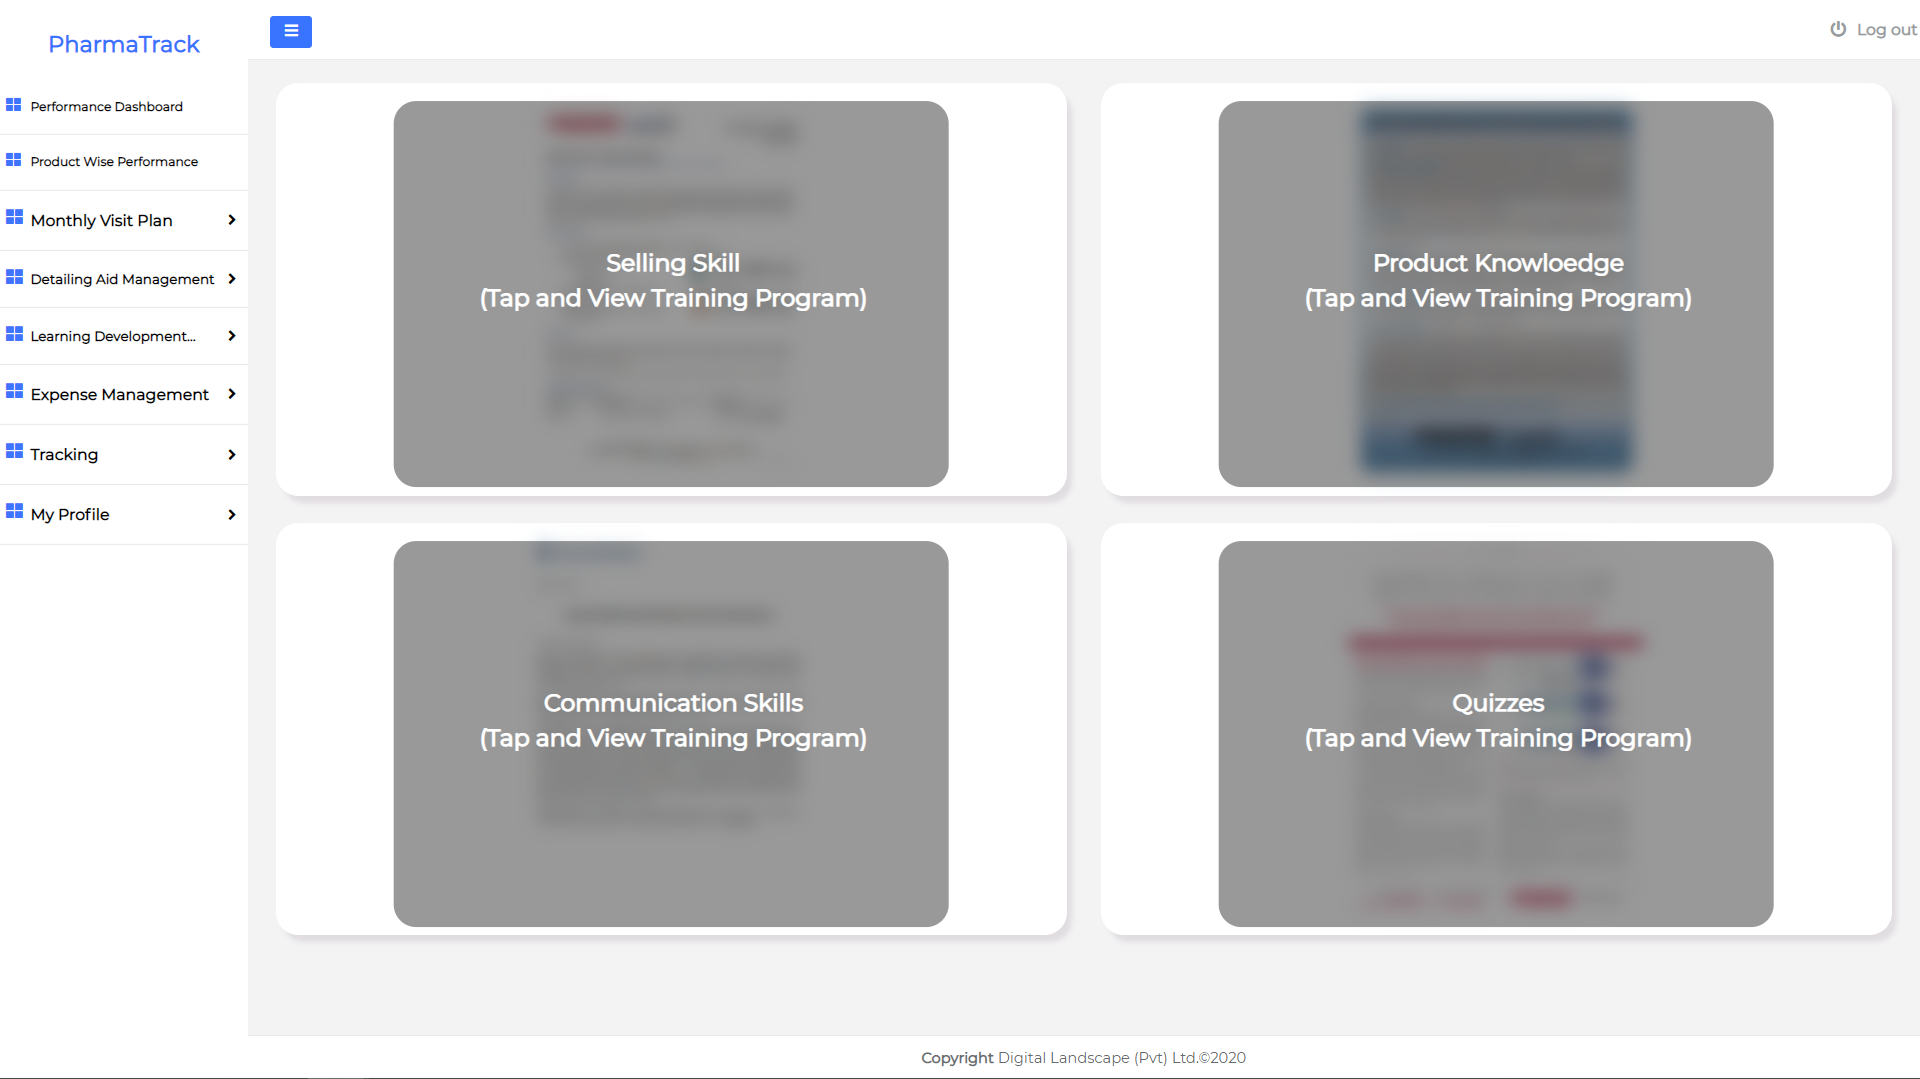 PharmaTrack
Log out
Performance Dashboard
Product Wise Performance
Monthly Visit Plan
Detailing Aid Management
Learning Development...
Expense Management
Tracking
My Profile
Selling Skill
(Tap and View Training Program)
Product Knowloedge
(Tap and View Training Program)
Communication Skills
(Tap and View Training Program)
Quizzes
(Tap and View Training Program)
Copyright Digital Landscape (Pvt) Ltd.©2020